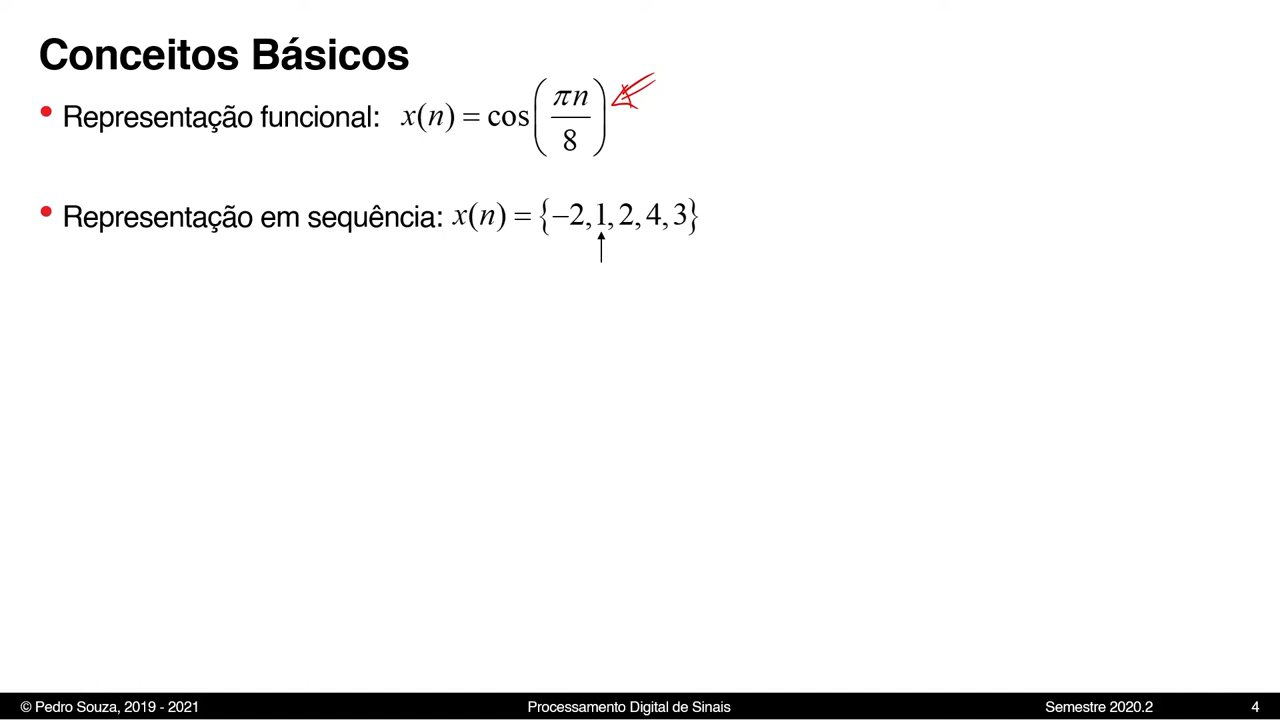 Conceitos Básicos
• Representação funcional: x(n) = cos(πn/8)
• Representação em sequência: x(n) = {−2,1,2,4,3}
© Pedro Souza, 2019 - 2021 Processamento Digital de Sinais Semestre 2020.2 4